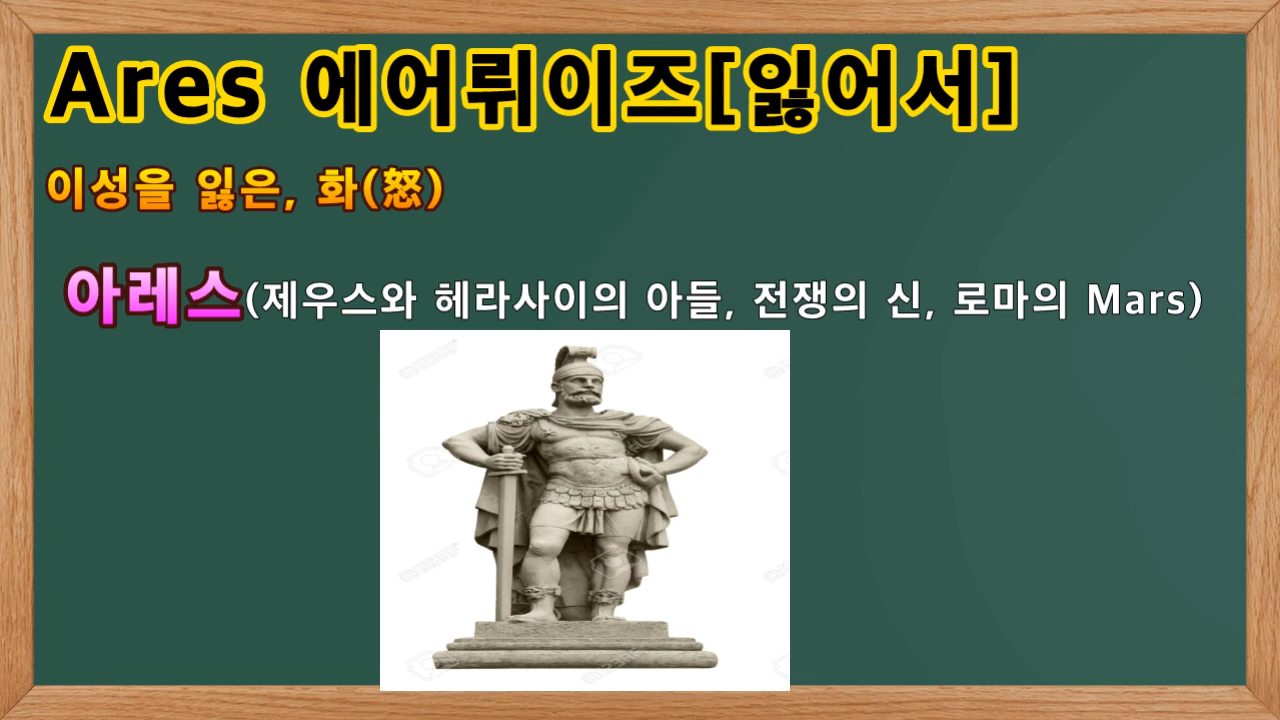 Ares 에어뤼이즈[잃어서]
이성을 잃은, 화(怒)
아레스(제우스와 헤라사이의 아들, 전쟁의 신, 로마의 Mars)